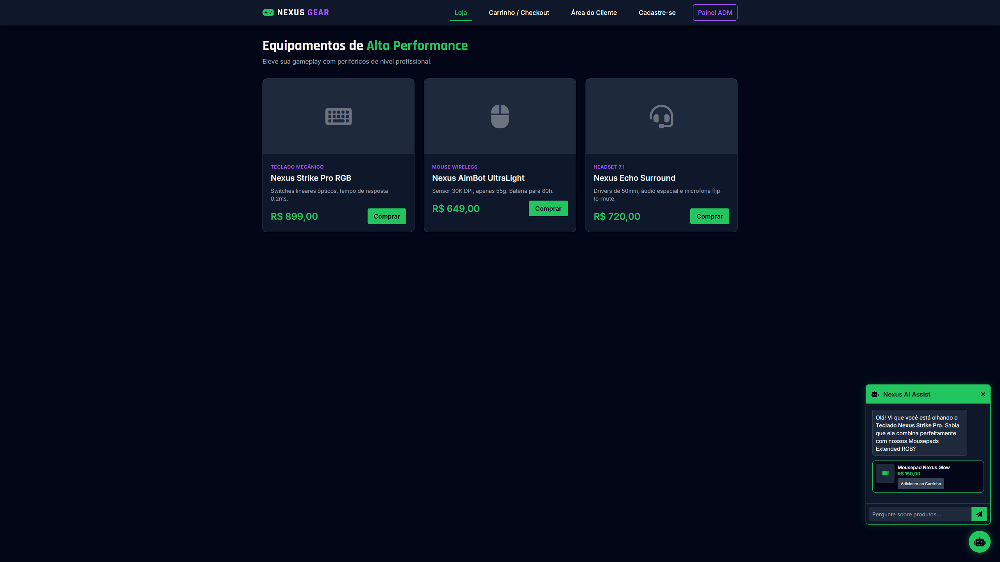 NEXUS GEAR
Loja
Carrinho / Checkout
Área do Cliente
Cadastre-se
Painel ADM
Equipamentos de Alta Performance
Eleve sua gameplay com periféricos de nível profissional.
TECLADO MECÂNICO
Nexus Strike Pro RGB
Switches lineares ópticos, tempo de resposta
0.2ms.
R$ 899,00
Comprar
MOUSE WIRELESS
Nexus AimBot UltraLight
Sensor 30K DPI, apenas 55g. Bateria para 80h.
R$ 649,00
Comprar
HEADSET 7.1
Nexus Echo Surround
Drivers de 50mm, áudio espacial e microfone flip-
to-mute.
R$ 720,00
Comprar
Nexus AI Assist
Olá! Vi que você está olhando o
Teclado Nexus Strike Pro. Sabia
que ele combina perfeitamente
com nossos Mousepads
Extended RGB?
Mousepad Nexus Glow
R$ 150,00
Adicionar ao Carrinho
Pergunte sobre produtos...